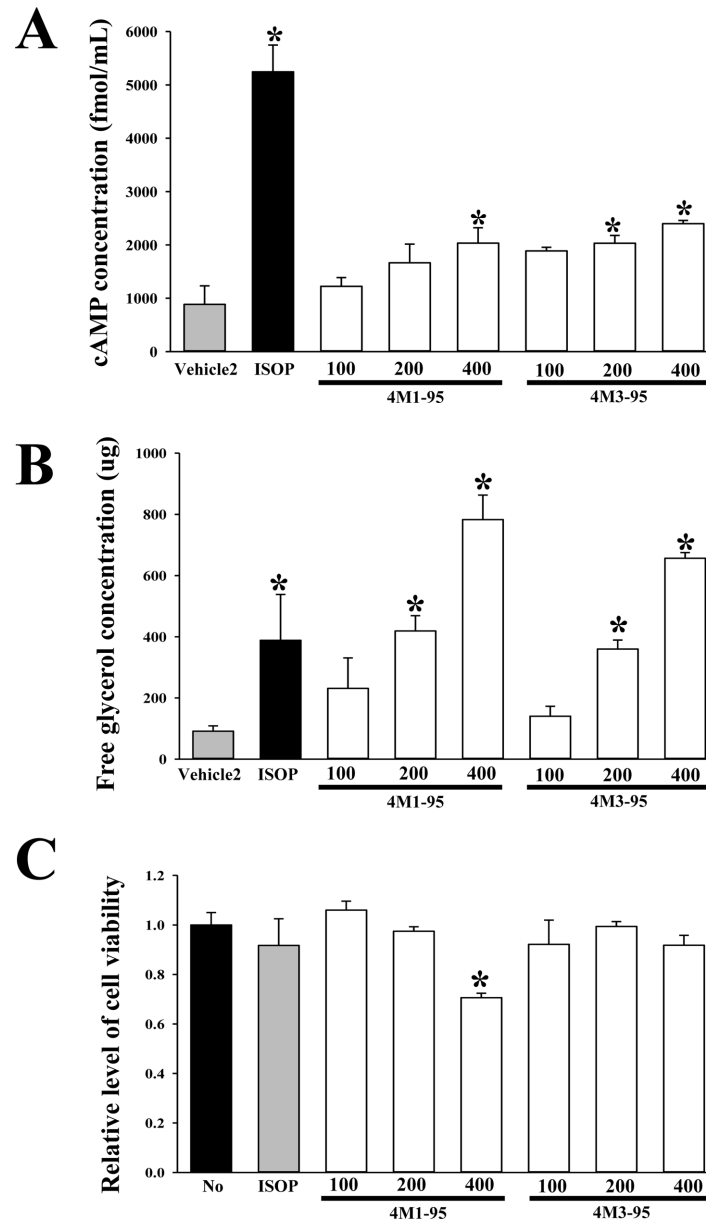 A
cAMP concentration (fmol/mL)
6000
5000
4000
3000
2000
1000
0
*
*
*
*
Vehicle2 ISOP 100 200 400 100 200 400
4M1-95 4M3-95
B
Free glycerol concentration (ug)
1000
800
600
400
200
0
*
*
*
*
*
Vehicle2 ISOP 100 200 400 100 200 400
4M1-95 4M3-95
C
Relative level of cell viability
1.2
1.0
0.8
0.6
0.4
0.2
0.0
*
No ISOP 100 200 400 100 200 400
4M1-95 4M3-95